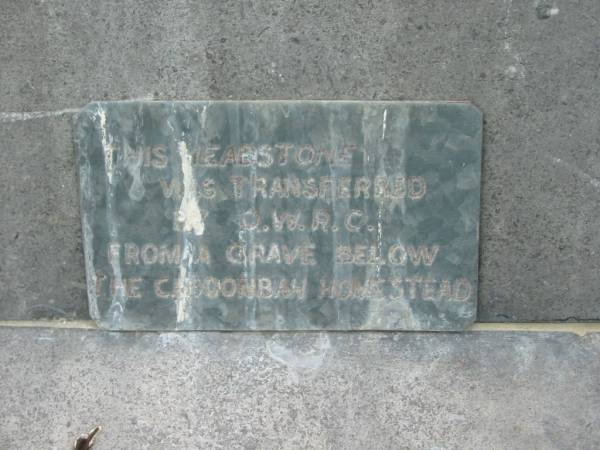 THIS HEADSTONE
WAS TRANSFERRED
BY Q.W.R.C.
FROM A GRAVE BELOW
THE CABOONBAH HOMESTEAD